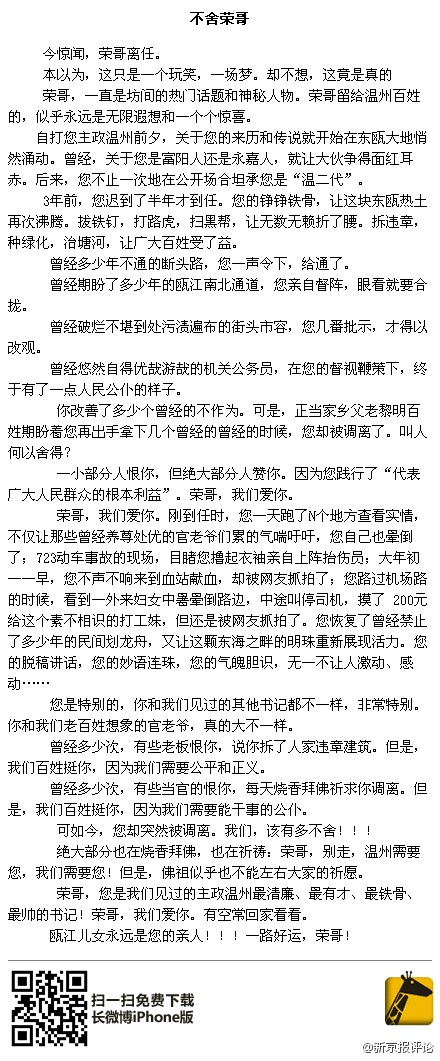 不舍荣哥
今惊闻，荣哥离任。
本以为，这只是一个玩笑，一场梦。却不想，这竟是真的
荣哥，一直是坊间的热门话题和神秘人物。荣哥留给温州百姓
的，似乎永远是无限遐想和一个个惊喜。
自打您主政温州前夕，关于您的来历和传说就开始在东瓯大地悄
然涌动。曾经，关于您是富阳人还是永嘉人，就让大伙争得面红耳
赤。后来，您不止一次地在公开场合坦承您是“温二代”。
3年前，您迟到了半年才到任。您的铮铮铁骨，让这块东瓯热土
再次沸腾。拔铁钉，打路虎，扫黑帮，让无数无赖折了腰。拆违章，
种绿化，治塘河，让广大百姓受了益。
曾经多少年不通的断头路，您一声令下，给通了。
曾经期盼了多少年的瓯江南北通道，您亲自督阵，眼看就要合
拢。
曾经破烂不堪到处污渍遍布的街头市容，您几番批示，才得以
改观。
曾经悠然自得优哉游哉的机关公务员，在您的督视鞭策下，终
于有了一点人民公仆的样子。
你改善了多少个曾经的不作为。可是，正当家乡父老黎明百
姓期盼着您再出手拿下几个曾经的曾经的时候，您却被调离了。叫人
何以舍得？
一小部分人恨你，但绝大部分人赞你。因为您践行了“代表
广大人民群众的根本利益”。荣哥，我们爱你。
荣哥，我们爱你。刚到任时，您一天跑了N个地方查看实情，
不仅让那些曾经养尊处优的官老爷们累的气喘吁吁，您自己也晕倒
了；723动车事故的现场，目睹您撸起衣袖亲自上阵抬伤员；大年初
一一早，您不声不响来到血站献血，却被网友抓拍了；您路过机场路
的时候，看到一外来妇女中暑晕倒路边，中途叫停司机，摸了 200元
给这个素不相识的打工妹，但还是被网友抓拍了。您恢复了曾经禁止
了多少年的民间划龙舟，又让这颗东海之畔的明珠重新展现活力。您
的脱稿讲话，您的妙语连珠，您的气魄胆识，无一不让人激动、感
动……
您是特别的，你和我们见过的其他书记都不一样，非常特别。
你和我们老百姓想象的官老爷，真的大不一样。
曾经多少次，有些老板恨你，说你拆了人家违章建筑。但是，
我们百姓挺你，因为我们需要公平和正义。
曾经多少次，有些当官的恨你，每天烧香拜佛祈求你调离。但
是，我们百姓挺你，因为我们需要能干事的公仆。
可如今，您却突然被调离。我们，该有多不舍！！！
绝大部分也在烧香拜佛，也在祈祷：荣哥，别走，温州需要
您，我们需要您！但是，佛祖似乎也不能左右大家的祈愿。
荣哥，您是我们见过的主政温州最清廉、最有才、最铁骨、
最帅的书记！荣哥，我们爱你。有空常回家看看。
瓯江儿女永远是您的亲人！！！一路好运，荣哥！
扫一扫免费下载
长微博iPhone版
@新京报评论